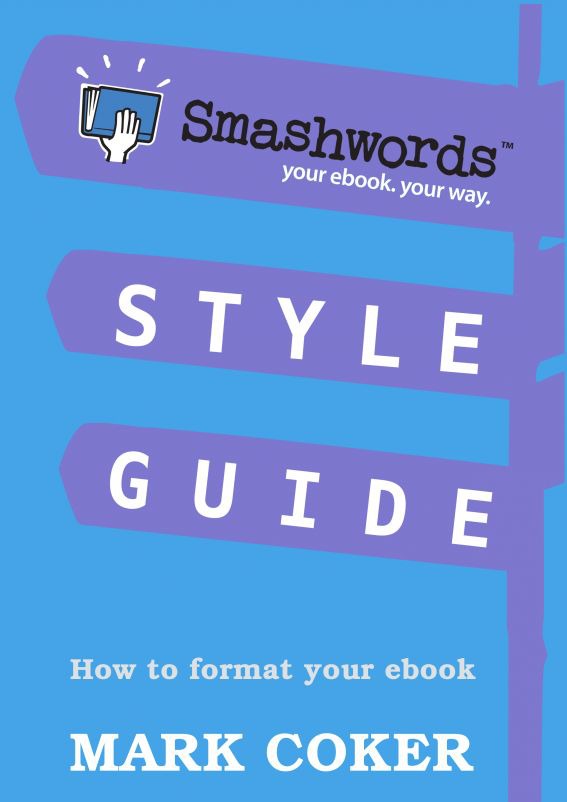 Smashwords™
your ebook. your way.
STYLE
GUIDE
How to format your ebook
MARK COKER